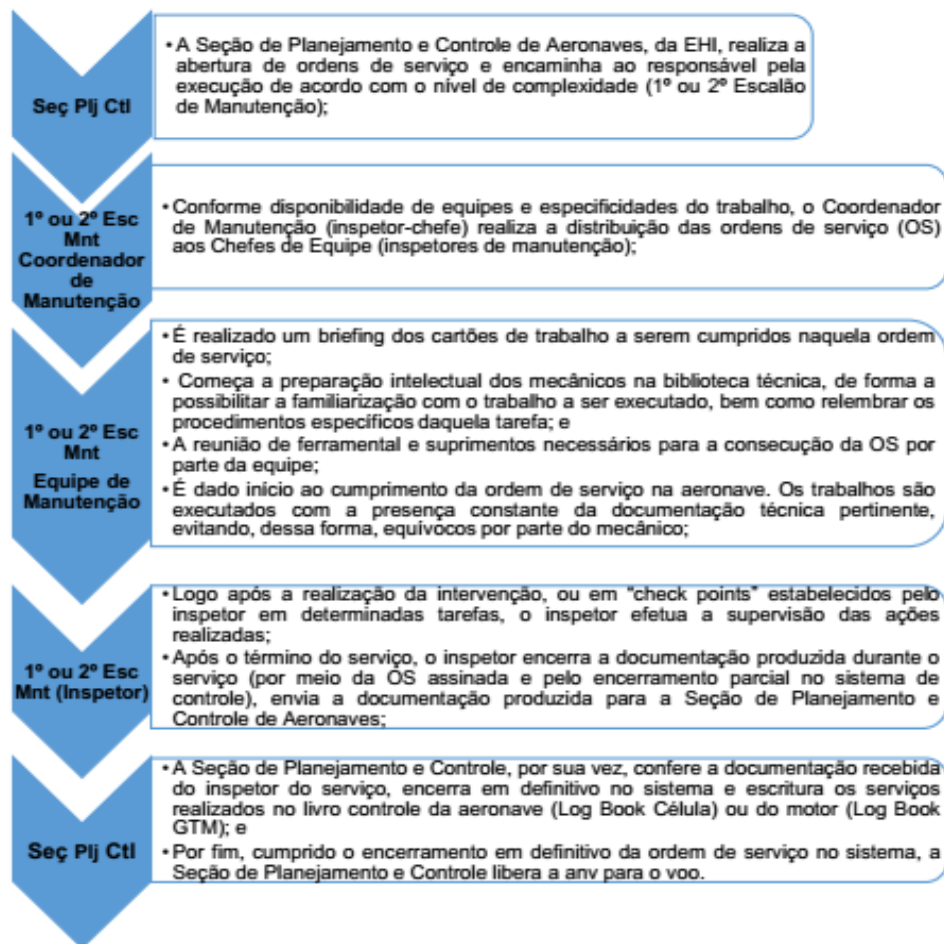 Seç Plj Ctl
• A Seção de Planejamento e Controle de Aeronaves, da EHI, realiza a
abertura de ordens de serviço e encaminha ao responsável pela
execução de acordo com o nível de complexidade (1º ou 2º Escalão
de Manutenção);
1º ou 2º Esc
Mnt
Coordenador
de
Manutenção
• Conforme disponibilidade de equipes e especificidades do trabalho, o Coordenador
de Manutenção (inspetor-chefe) realiza a distribuição das ordens de serviço (OS)
aos Chefes de Equipe (inspetores de manutenção);
1º ou 2º Esc
Mnt
Equipe de
Manutenção
• É realizado um briefing dos cartões de trabalho a serem cumpridos naquela ordem
de serviço;
• Começa a preparação intelectual dos mecânicos na biblioteca técnica, de forma a
possibilitar a familiarização com o trabalho a ser executado, bem como relembrar os
procedimentos específicos daquela tarefa; e
• A reunião de ferramental e suprimentos necessários para a consecução da OS por
parte da equipe;
• É dado início ao cumprimento da ordem de serviço na aeronave. Os trabalhos são
executados com a presença constante da documentação técnica pertinente,
evitando, dessa forma, equívocos por parte do mecânico;
1º ou 2º Esc
Mnt (Inspetor)
• Logo após a realização da intervenção, ou em "check points" estabelecidos pelo
inspetor em determinadas tarefas, o inspetor efetua a supervisão das ações
realizadas;
• Após o término do serviço, o inspetor encerra a documentação produzida durante o
serviço (por meio da OS assinada e pelo encerramento parcial no sistema de
controle), envia a documentação produzida para a Seção de Planejamento e
Controle de Aeronaves;
Seç Plj Ctl
• A Seção de Planejamento e Controle, por sua vez, confere a documentação recebida
do inspetor do serviço, encerra em definitivo no sistema e escritura os serviços
realizados no livro controle da aeronave (Log Book Célula) ou do motor (Log Book
GTM); e
• Por fim, cumprido o encerramento em definitivo da ordem de serviço no sistema, a
Seção de Planejamento e Controle libera a anv para o voo.